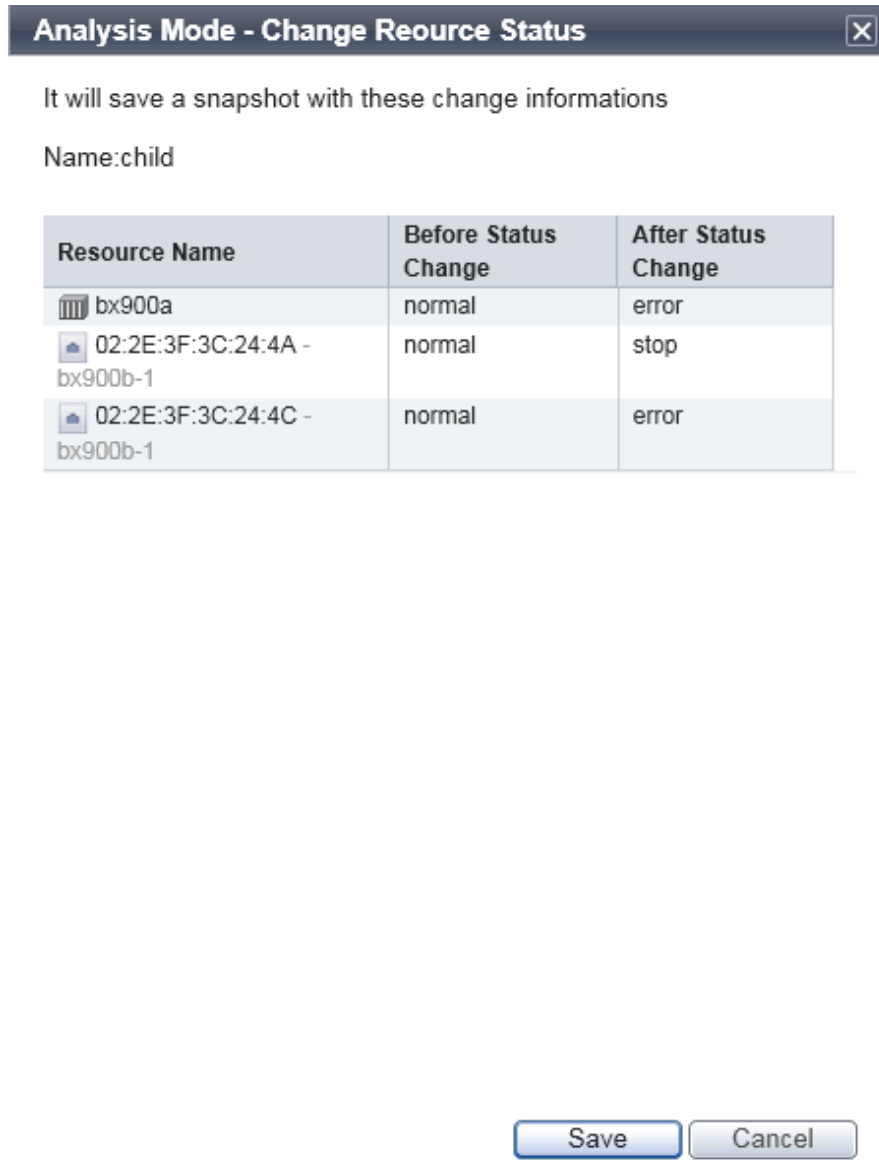 Analysis Mode - Change Reource Status
It will save a snapshot with these change informations
Name:child
Resource Name Before Status Change After Status Change
bx900a normal error
02:2E:3F:3C:24:4A - normal stop
bx900b-1
02:2E:3F:3C:24:4C - normal error
bx900b-1
Save Cancel